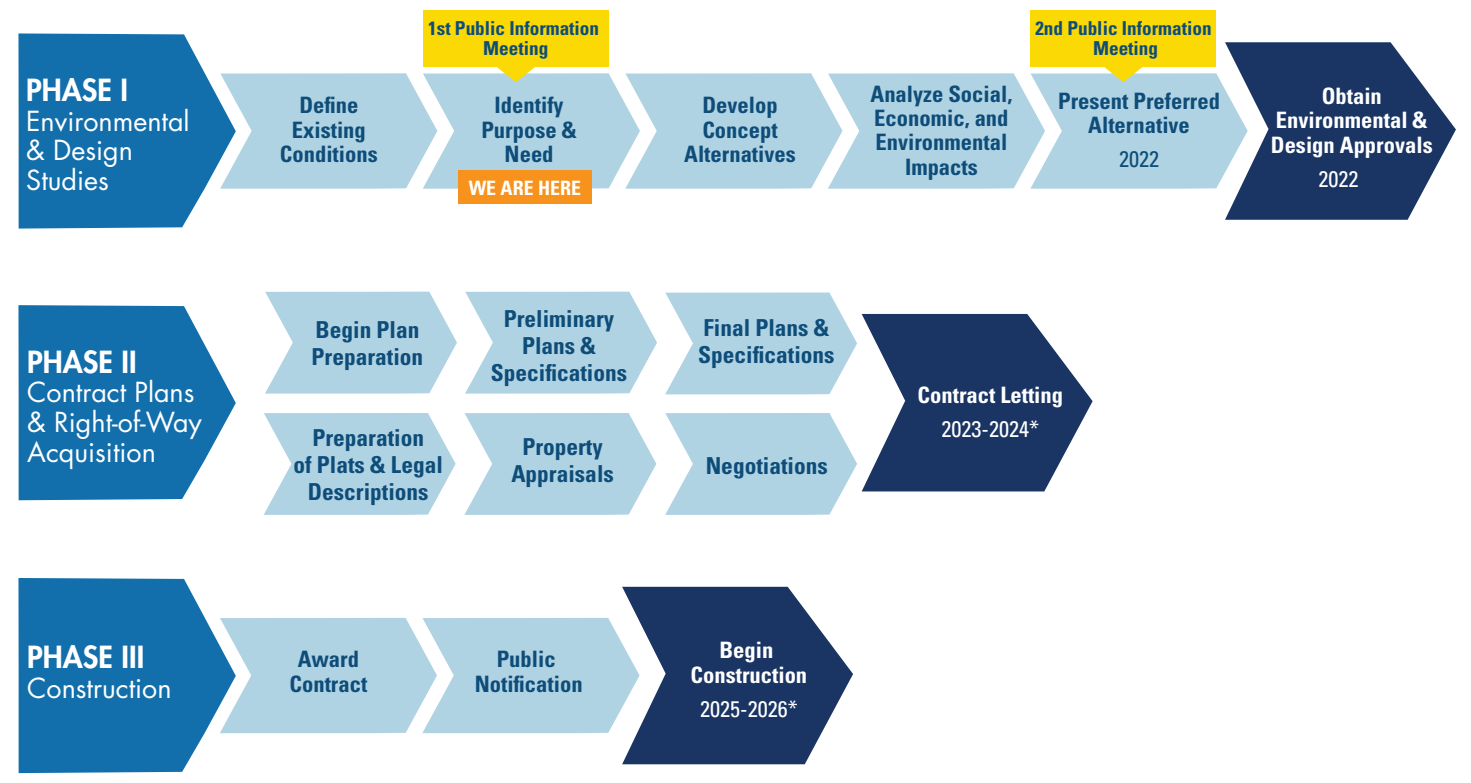 PHASE I
Environmental
& Design
Studies
Define
Existing
Conditions
1st Public Information
Meeting
Identify
Purpose &
Need
WE ARE HERE
Develop
Concept
Alternatives
Analyze Social,
Economic, and
Environmental
Impacts
2nd Public Information
Meeting
Present Preferred
Alternative
2022
Obtain
Environmental &
Design Approvals
2022
PHASE II
Contract Plans
& Right-of-Way
Acquisition
Begin Plan
Preparation
Preliminary
Plans &
Specifications
Final Plans &
Specifications
Preparation
of Plats & Legal
Descriptions
Property
Appraisals
Negotiations
Contract Letting
2023-2024*
PHASE III
Construction
Award
Contract
Public
Notification
Begin
Construction
2025-2026*